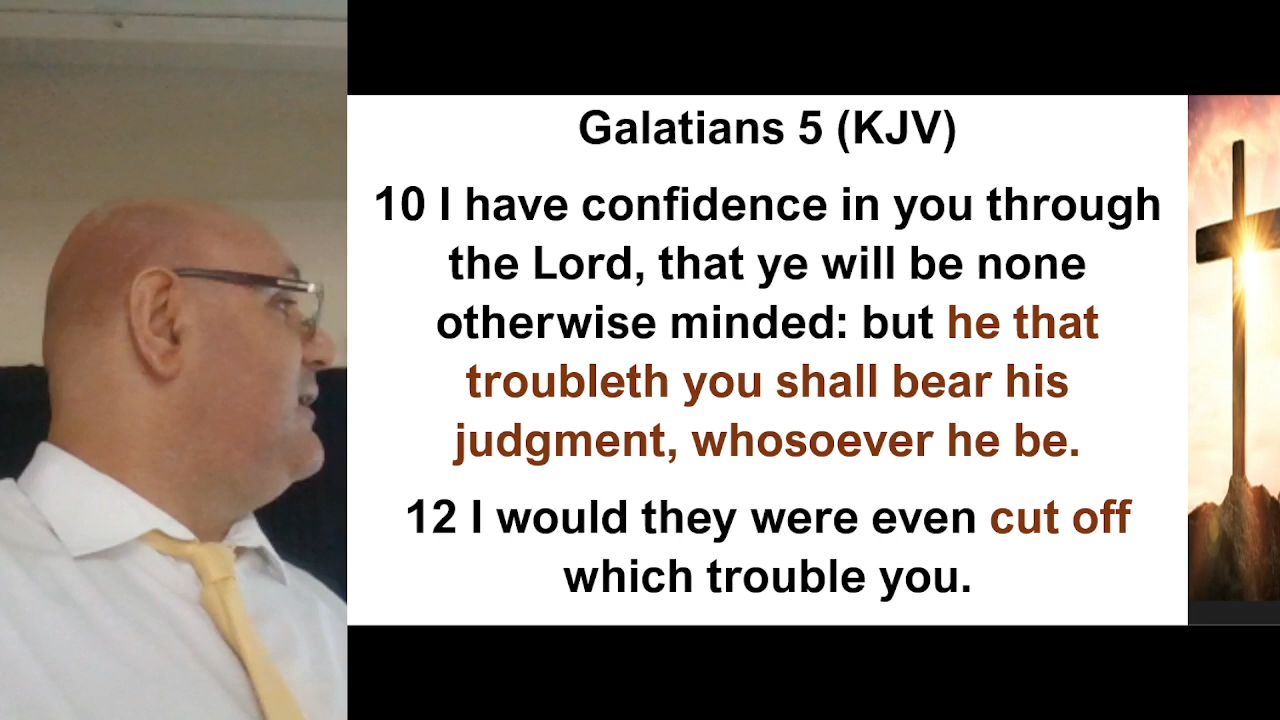 Galatians 5 (KJV)
10 I have confidence in you through
the Lord, that ye will be none
otherwise minded: but he that
troubleth you shall bear his
judgment, whosoever he be.
12 I would they were even cut off
which trouble you.